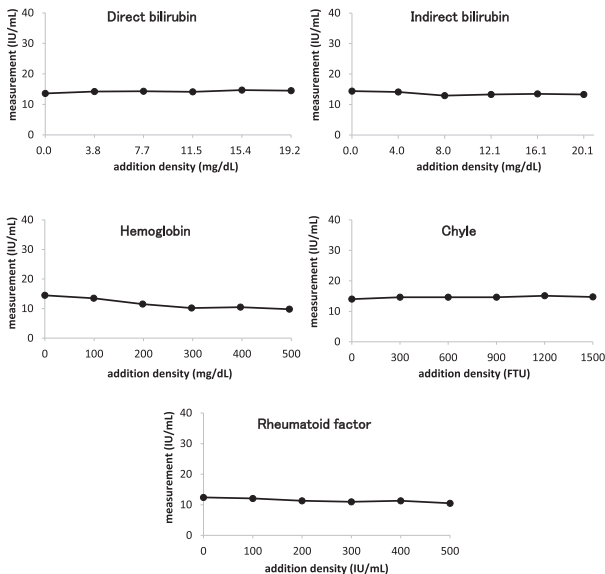 Direct bilirubin
measurement (IU/mL)
40
30
20
10
0
0.0 3.8 7.7 11.5 15.4 19.2
addition density (mg/dL)
Indirect bilirubin
measurement (IU/mL)
40
30
20
10
0
0.0 4.0 8.0 12.1 16.1 20.1
addition density (mg/dL)
Hemoglobin
measurement (IU/mL)
40
30
20
10
0
0 100 200 300 400 500
addition density (mg/dL)
Chyle
measurement (IU/mL)
40
30
20
10
0
0 300 600 900 1200 1500
addition density (FTU)
Rheumatoid factor
measurement (IU/mL)
40
30
20
10
0
0 100 200 300 400 500
addition density (IU/mL)